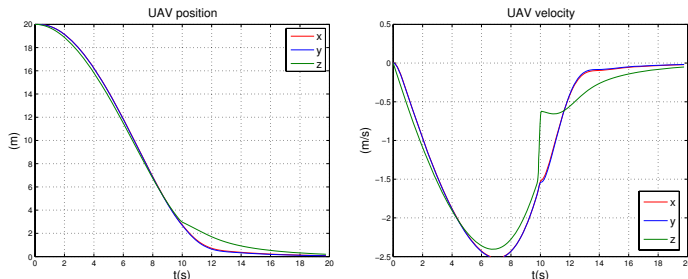 UAV position
20
18
16
14
12
10
8
6
4
2
0
(m)
x
y
z
0 2 4 6 8 10 12 14 16 18 20
t(s)
UAV velocity
0
−0.5
−1
−1.5
−2
−2.5
(m/s)
x
y
z
0 2 4 6 8 10 12 14 16 18 2
t(s)